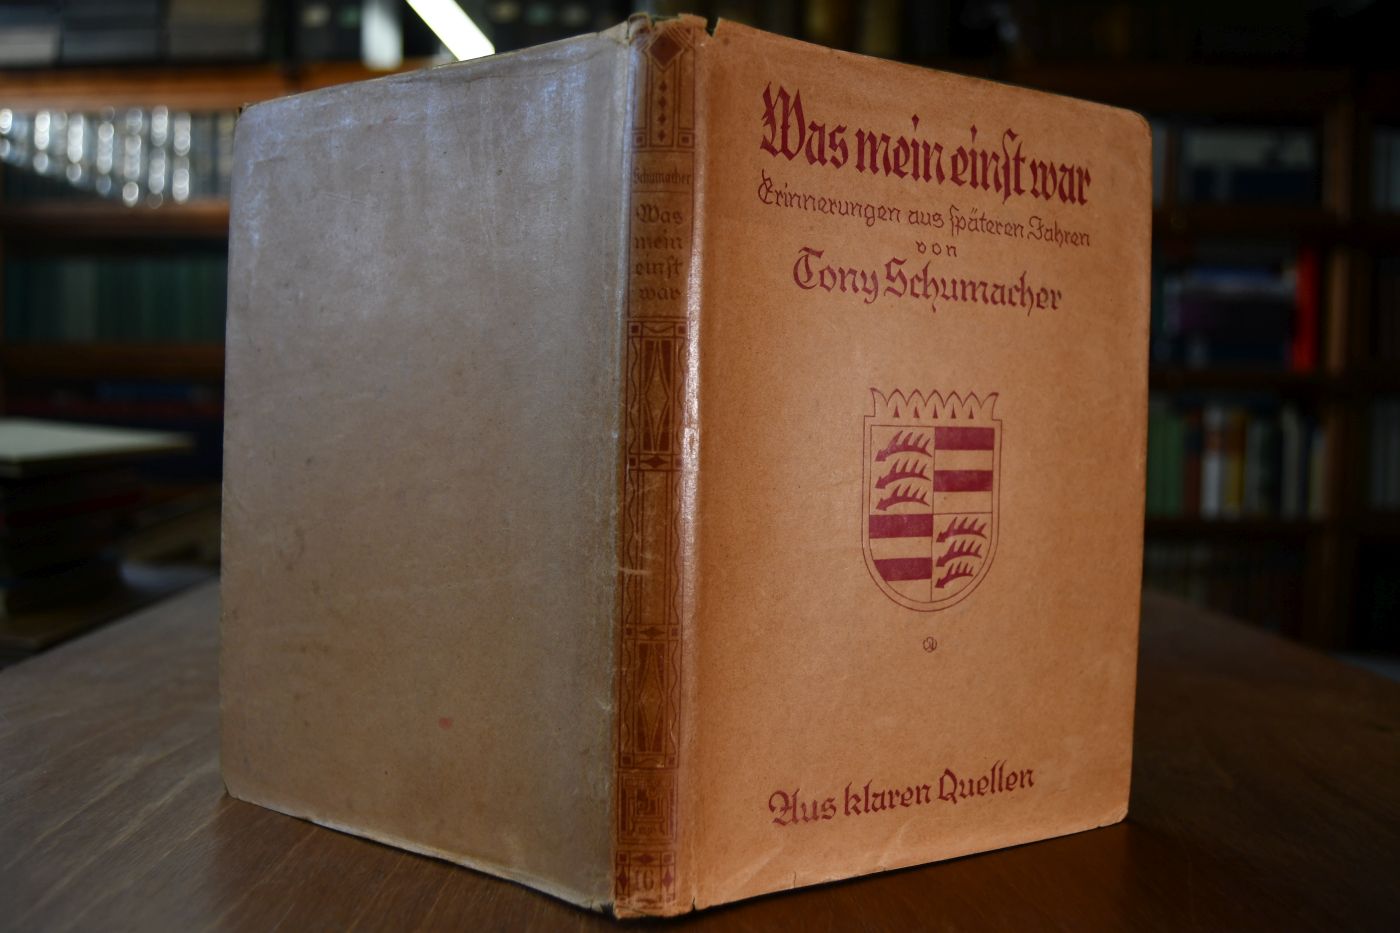 Was mein einſt war
Erinnerungen aus ſpäteren Jahren
von
Tony Schumacher
Aus klaren Quellen
Schumacher
Was
mein
einſt
war
16